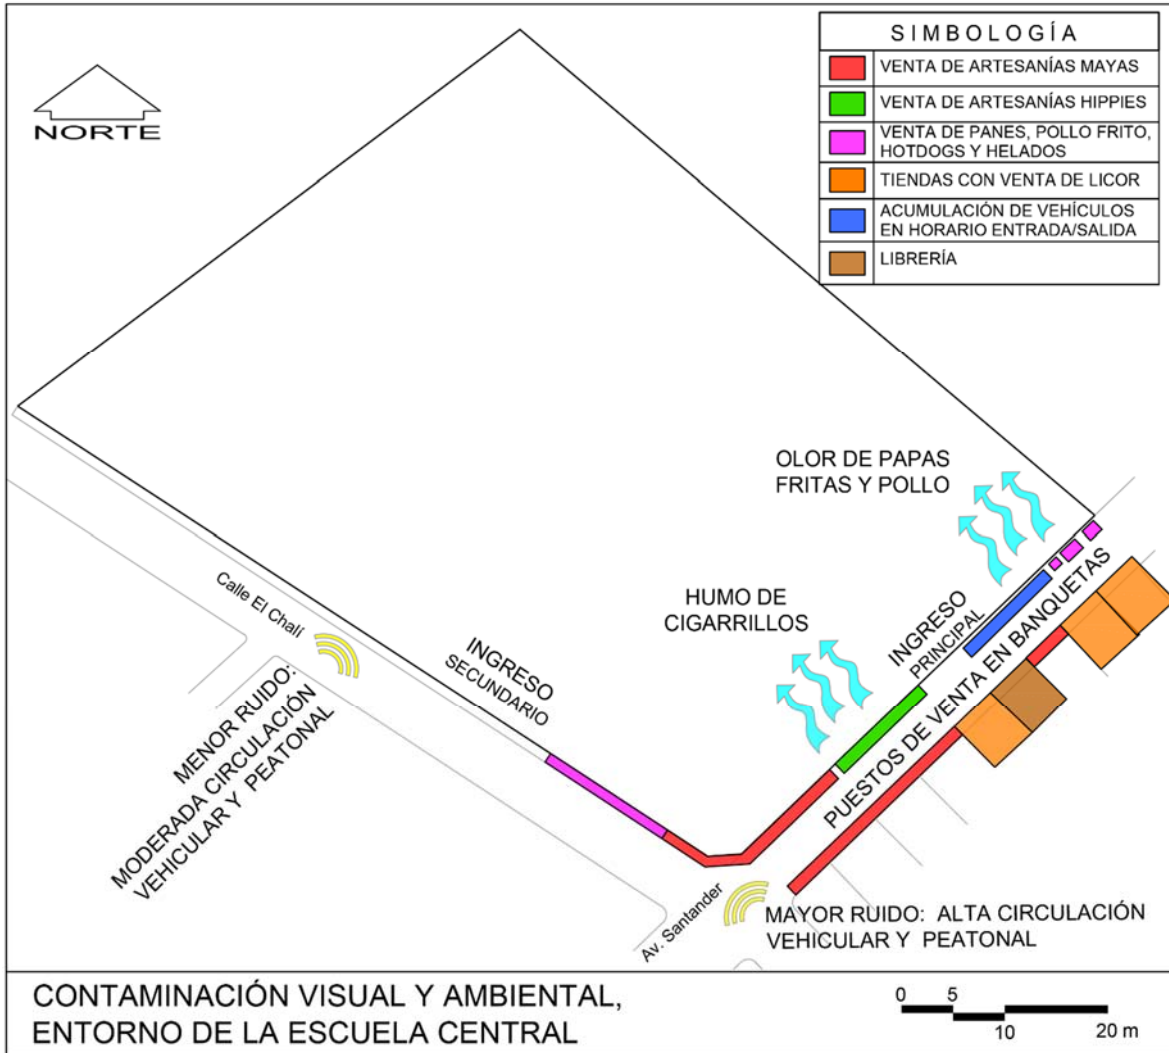 SIMBOLOGÍA
VENTA DE ARTESANÍAS MAYAS
VENTA DE ARTESANÍAS HIPPIES
VENTA DE PANES, POLLO FRITO,
HOTDOGS Y HELADOS
TIENDAS CON VENTA DE LICOR
ACUMULACIÓN DE VEHÍCULOS
EN HORARIO ENTRADA/SALIDA
LIBRERÍA
NORTE
OLOR DE PAPAS
FRITAS Y POLLO
HUMO DE
CIGARRILLOS
INGRESO
PRINCIPAL
PUESTOS DE VENTA EN BANQUETAS
Calle El Chalí
INGRESO
SECUNDARIO
MENOR RUIDO:
MODERADA CIRCULACIÓN
VEHICULAR Y PEATONAL
Av. Santander
MAYOR RUIDO: ALTA CIRCULACIÓN
VEHICULAR Y PEATONAL
CONTAMINACIÓN VISUAL Y AMBIENTAL,
ENTORNO DE LA ESCUELA CENTRAL
0 5
10 20 m